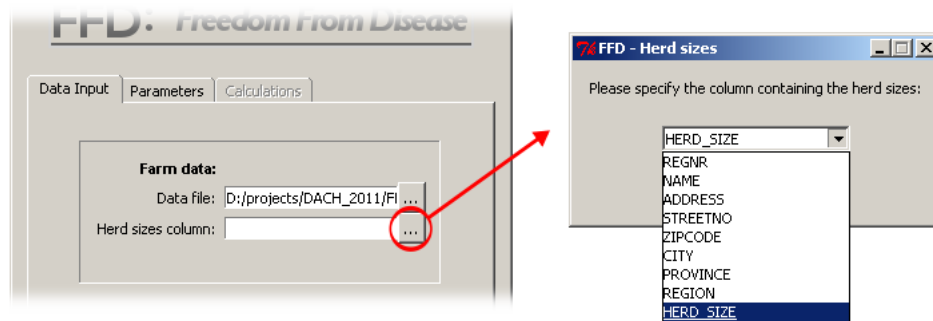 FFD: Freedom From Disease
Data Input Parameters Calculations
Farm data:
Data file: D:/projects/DACH_2011/Fl ...
Herd sizes column: ...
FFD - Herd sizes
Please specify the column containing the herd sizes:
HERD_SIZE
REGNR
NAME
ADDRESS
STREETNO
ZIPCODE
CITY
PROVINCE
REGION
HERD_SIZE